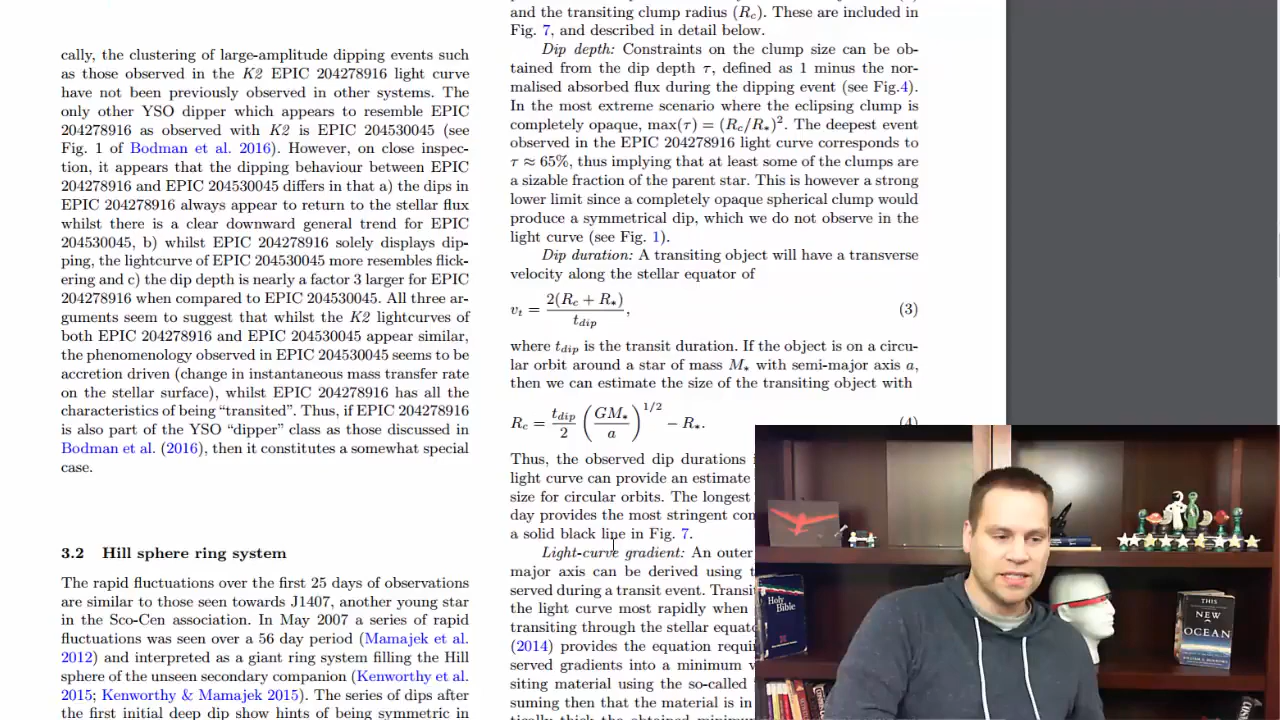 cally, the clustering of large-amplitude dipping events such
as those observed in the K2 EPIC 204278916 light curve
have not been previously observed in other systems. The
only other YSO dipper which appears to resemble EPIC
204278916 as observed with K2 is EPIC 204530045 (see
Fig. 1 of Bodman et al. 2016). However, on close inspec-
tion, it appears that the dipping behaviour between EPIC
204278916 and EPIC 204530045 differs in that a) the dips in
EPIC 204278916 always appear to return to the stellar flux
whilst there is a clear downward general trend for EPIC
204530045, b) whilst EPIC 204278916 solely displays dip-
ping, the lightcurve of EPIC 204530045 more resembles flick-
ering and c) the dip depth is nearly a factor 3 larger for EPIC
204278916 when compared to EPIC 204530045. All three ar-
guments seem to suggest that whilst the K2 lightcurves of
both EPIC 204278916 and EPIC 204530045 appear similar,
the phenomenology observed in EPIC 204530045 seems to be
accretion driven (change in instantaneous mass transfer rate
on the stellar surface), whilst EPIC 204278916 has all the
characteristics of being "transited". Thus, if EPIC 204278916
is also part of the YSO "dipper" class as those discussed in
Bodman et al. (2016), then it constitutes a somewhat special
case.
3.2 Hill sphere ring system
The rapid fluctuations over the first 25 days of observations
are similar to those seen towards J1407, another young star
in the Sco-Cen association. In May 2007 a series of rapid
fluctuations was seen over a 56 day period (Mamajek et al.
2012) and interpreted as a giant ring system filling the Hill
sphere of the unseen secondary companion (Kenworthy et al.
2015; Kenworthy & Mamajek 2015). The series of dips after
the first initial deep dip show hints of being symmetric in
and the transiting clump radius (Rc). These are included in
Fig. 7, and described in detail below.
Dip depth: Constraints on the clump size can be ob-
tained from the dip depth τ, defined as 1 minus the nor-
malised absorbed flux during the dipping event (see Fig.4).
In the most extreme scenario where the eclipsing clump is
completely opaque, max(τ) = (Rc/R*)². The deepest event
observed in the EPIC 204278916 light curve corresponds to
τ ≈ 65%, thus implying that at least some of the clumps are
a sizable fraction of the parent star. This is however a strong
lower limit since a completely opaque spherical clump would
produce a symmetrical dip, which we do not observe in the
light curve (see Fig. 1).
Dip duration: A transiting object will have a transverse
velocity along the stellar equator of
vt = 2(Rc + R*) / tdip, (3)
where tdip is the transit duration. If the object is on a circu-
lar orbit around a star of mass M* with semi-major axis a,
then we can estimate the size of the transiting object with
Rc = tdip/2 (GM*/a)^1/2 − R*. (4)
Thus, the observed dip durations
light curve can provide an estimate
size for circular orbits. The longest
day provides the most stringent con
a solid black line in Fig. 7.
Light-curve gradient: An outer
major axis can be derived using
served during a transit event. Transi
the light curve most rapidly when
transiting through the stellar equato
(2014) provides the equation requi
served gradients into a minimum v
siting material using the so-called
suming then that the material is in
Holy
Bible
THIS
NEW
OCEAN